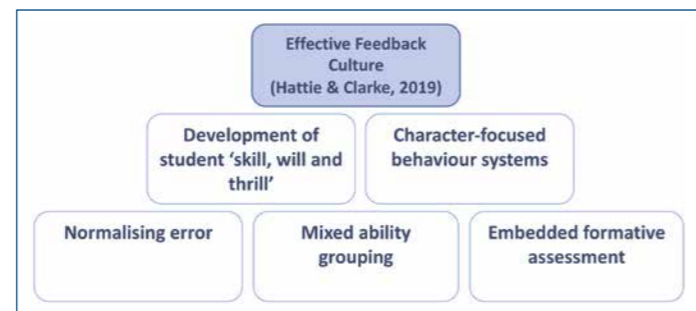 Effective Feedback
Culture
(Hattie & Clarke, 2019)
Development of
student ‘skill, will and
thrill’
Character-focused
behaviour systems
Normalising error
Mixed ability
grouping
Embedded formative
assessment